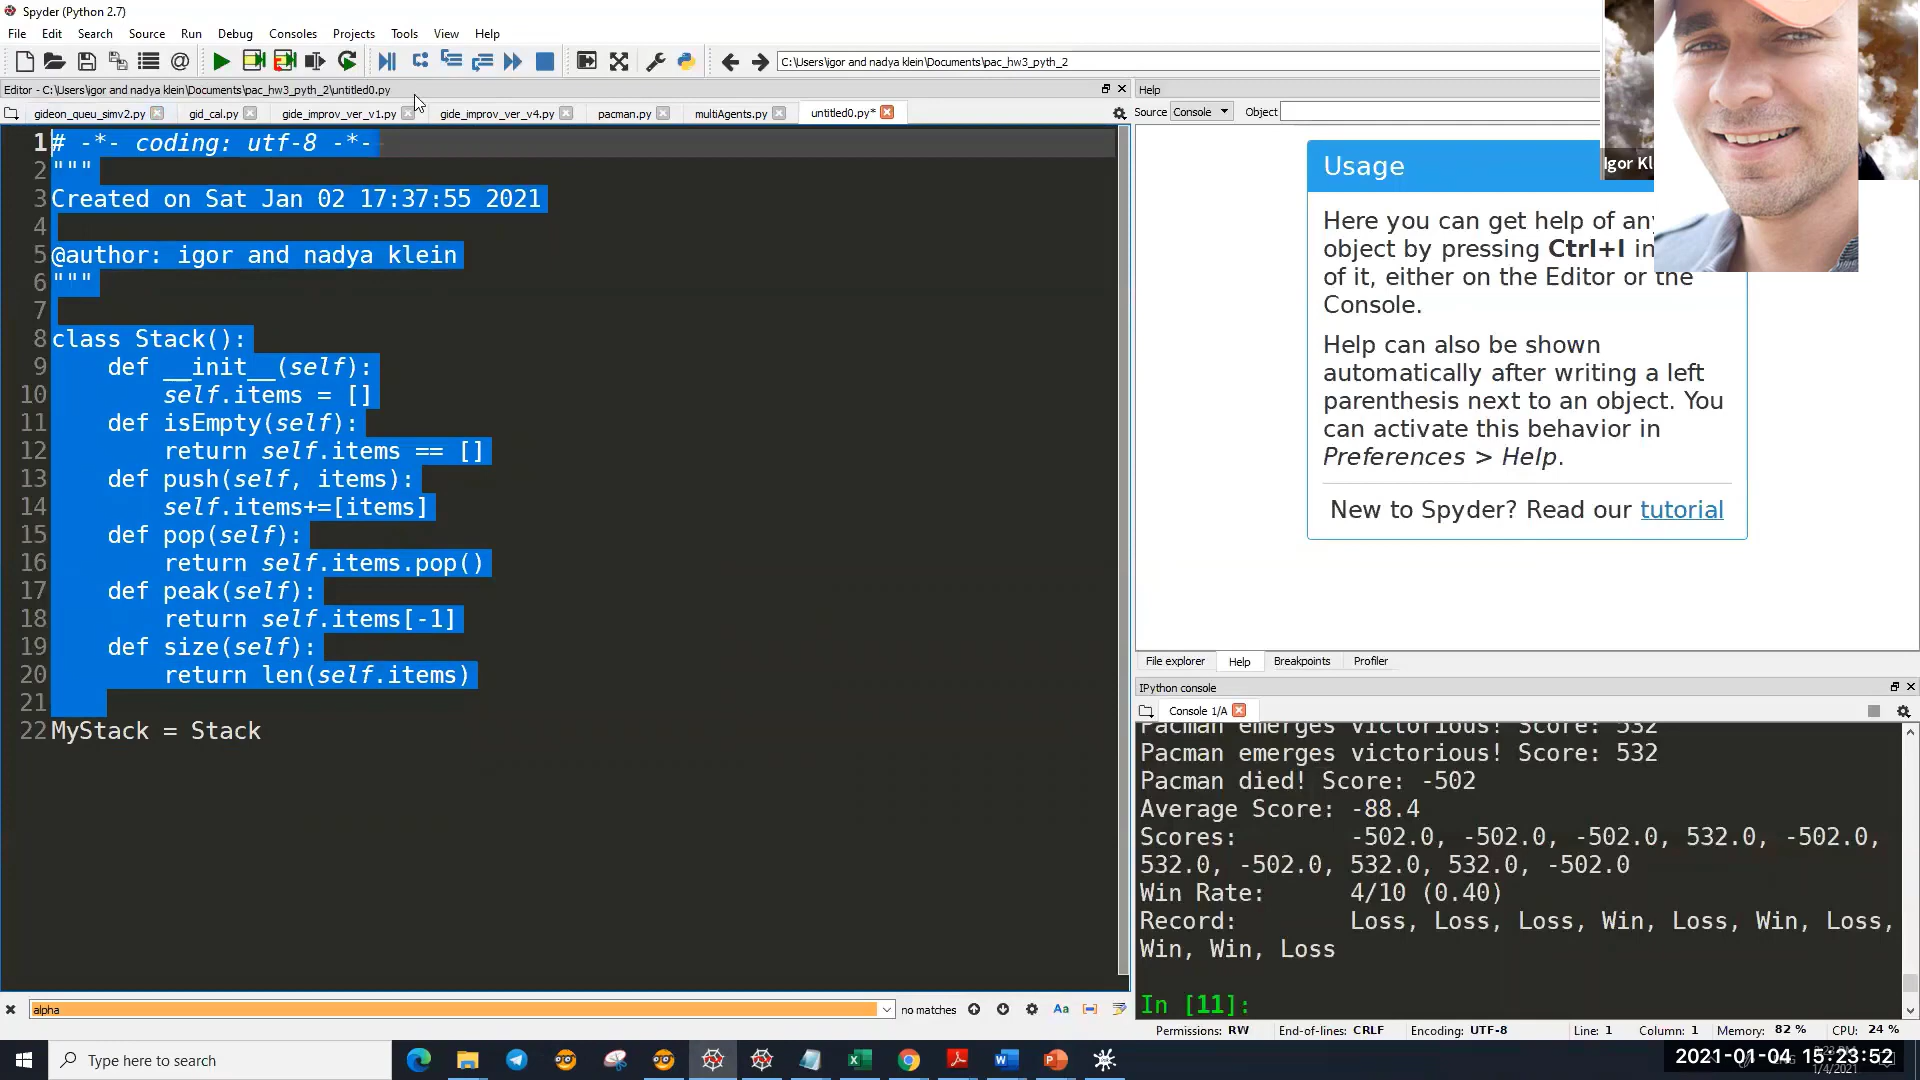 Spyder (Python 2.7)
File Edit Search Source Run Debug Consoles Projects Tools View Help
C:\Users\igor and nadya klein\Documents\pac_hw3_pyth_2
Editor - C:\Users\igor and nadya klein\Documents\pac_hw3_pyth_2\untitled0.py
gideon_queu_simv2.py gid_cal.py gide_improv_ver_v1.py gide_improv_ver_v4.py pacman.py multiAgents.py untitled0.py*
1 # -*- coding: utf-8 -*-
2 """
3 Created on Sat Jan 02 17:37:55 2021
4
5 @author: igor and nadya klein
6 """
7
8 class Stack():
9 def __init__(self):
10 self.items = []
11 def isEmpty(self):
12 return self.items == []
13 def push(self, items):
14 self.items+=[items]
15 def pop(self):
16 return self.items.pop()
17 def peak(self):
18 return self.items[-1]
19 def size(self):
20 return len(self.items)
21
22 MyStack = Stack
alpha
no matches
Aa
Help
Source Console Object
Igor Kl
Usage
Here you can get help of any
object by pressing Ctrl+I in
of it, either on the Editor or the
Console.
Help can also be shown
automatically after writing a left
parenthesis next to an object. You
can activate this behavior in
Preferences > Help.
New to Spyder? Read our tutorial
File explorer Help Breakpoints Profiler
IPython console
Console 1/A
Pacman emerges victorious! Score: 532
Pacman emerges victorious! Score: 532
Pacman died! Score: -502
Average Score: -88.4
Scores: -502.0, -502.0, -502.0, 532.0, -502.0,
532.0, -502.0, 532.0, 532.0, -502.0
Win Rate: 4/10 (0.40)
Record: Loss, Loss, Loss, Win, Loss, Win, Loss,
Win, Win, Loss
In [11]:
Permissions: RW End-of-lines: CRLF Encoding: UTF-8 Line: 1 Column: 1 Memory: 82 % CPU: 24 %
Type here to search
2021-01-04 15:23:52
1/4/2021